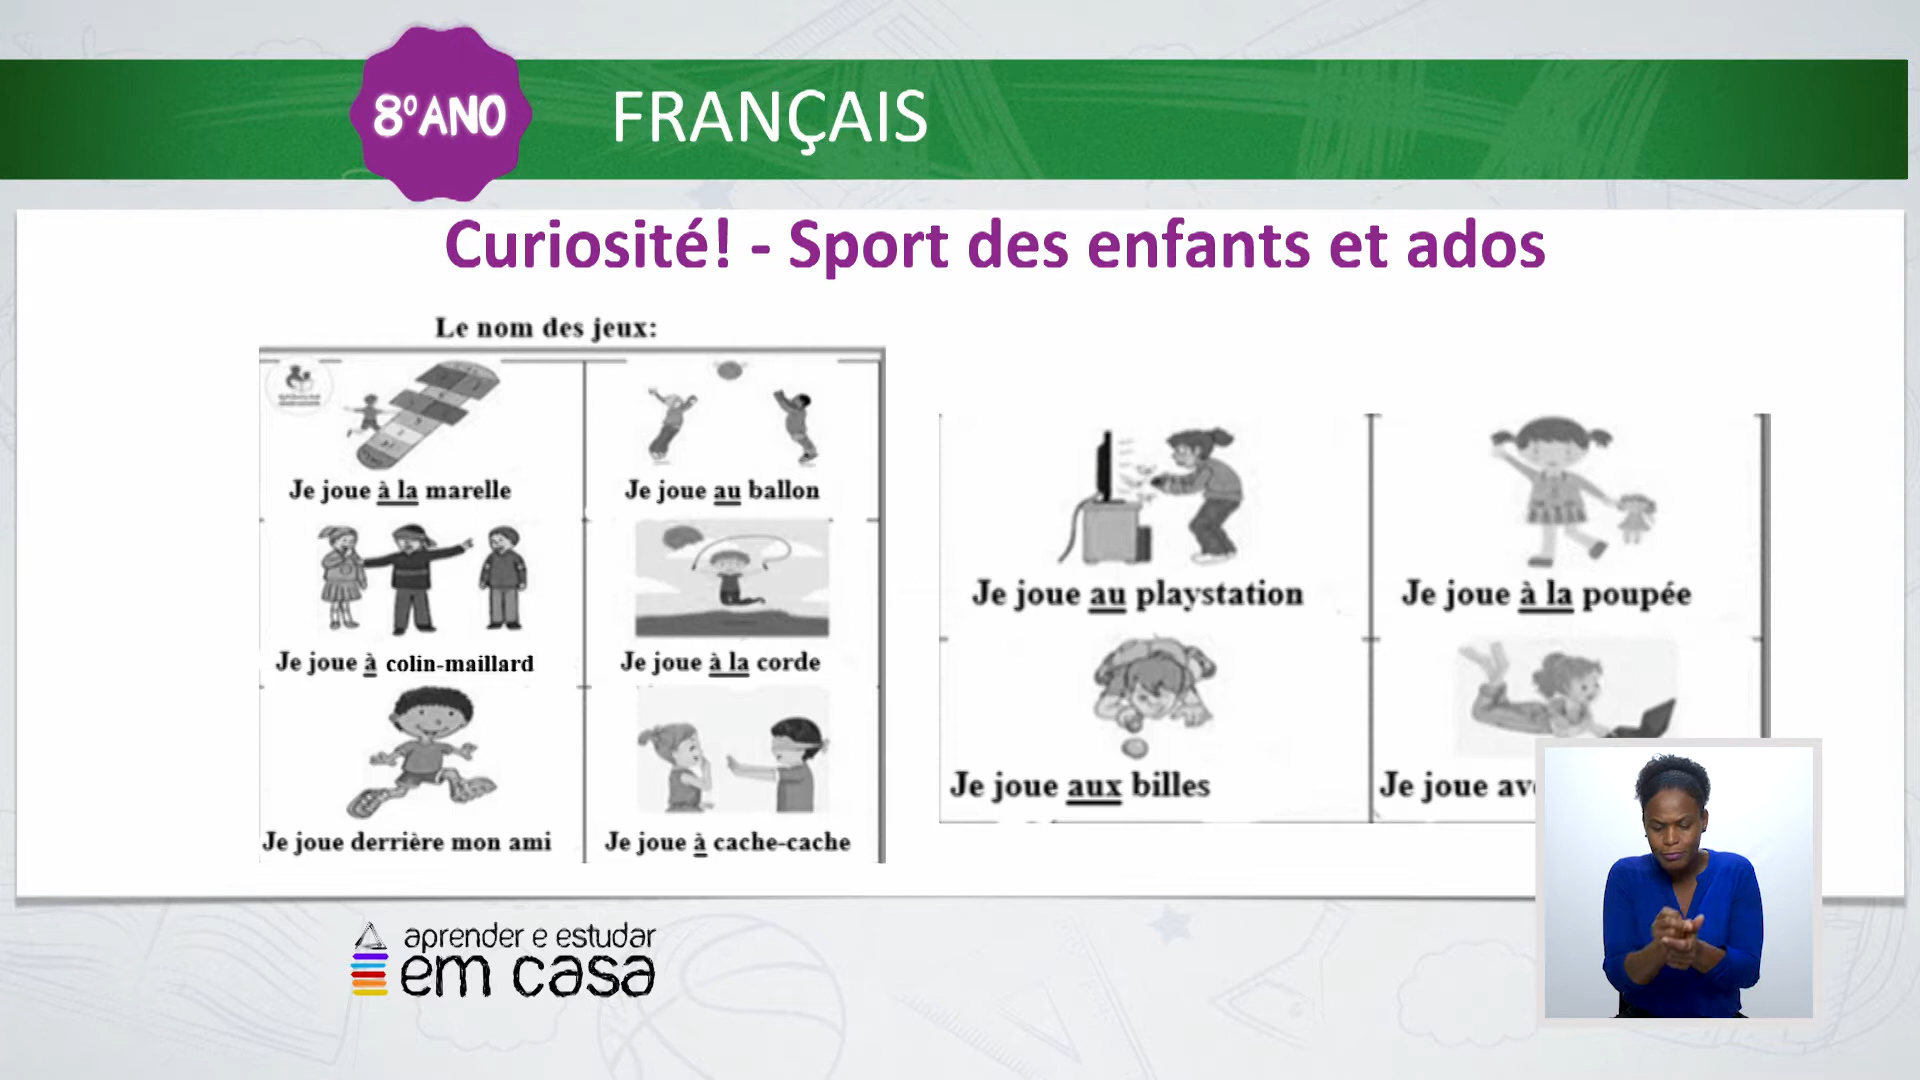 8º ANO
FRANÇAIS
Curiosité! - Sport des enfants et ados
Le nom des jeux:
Je joue à la marelle
Je joue au ballon
Je joue à colin-maillard
Je joue à la corde
Je joue derrière mon ami
Je joue à cache-cache
Je joue au playstation
Je joue à la poupée
Je joue aux billes
Je joue
aprender e estudar
em casa